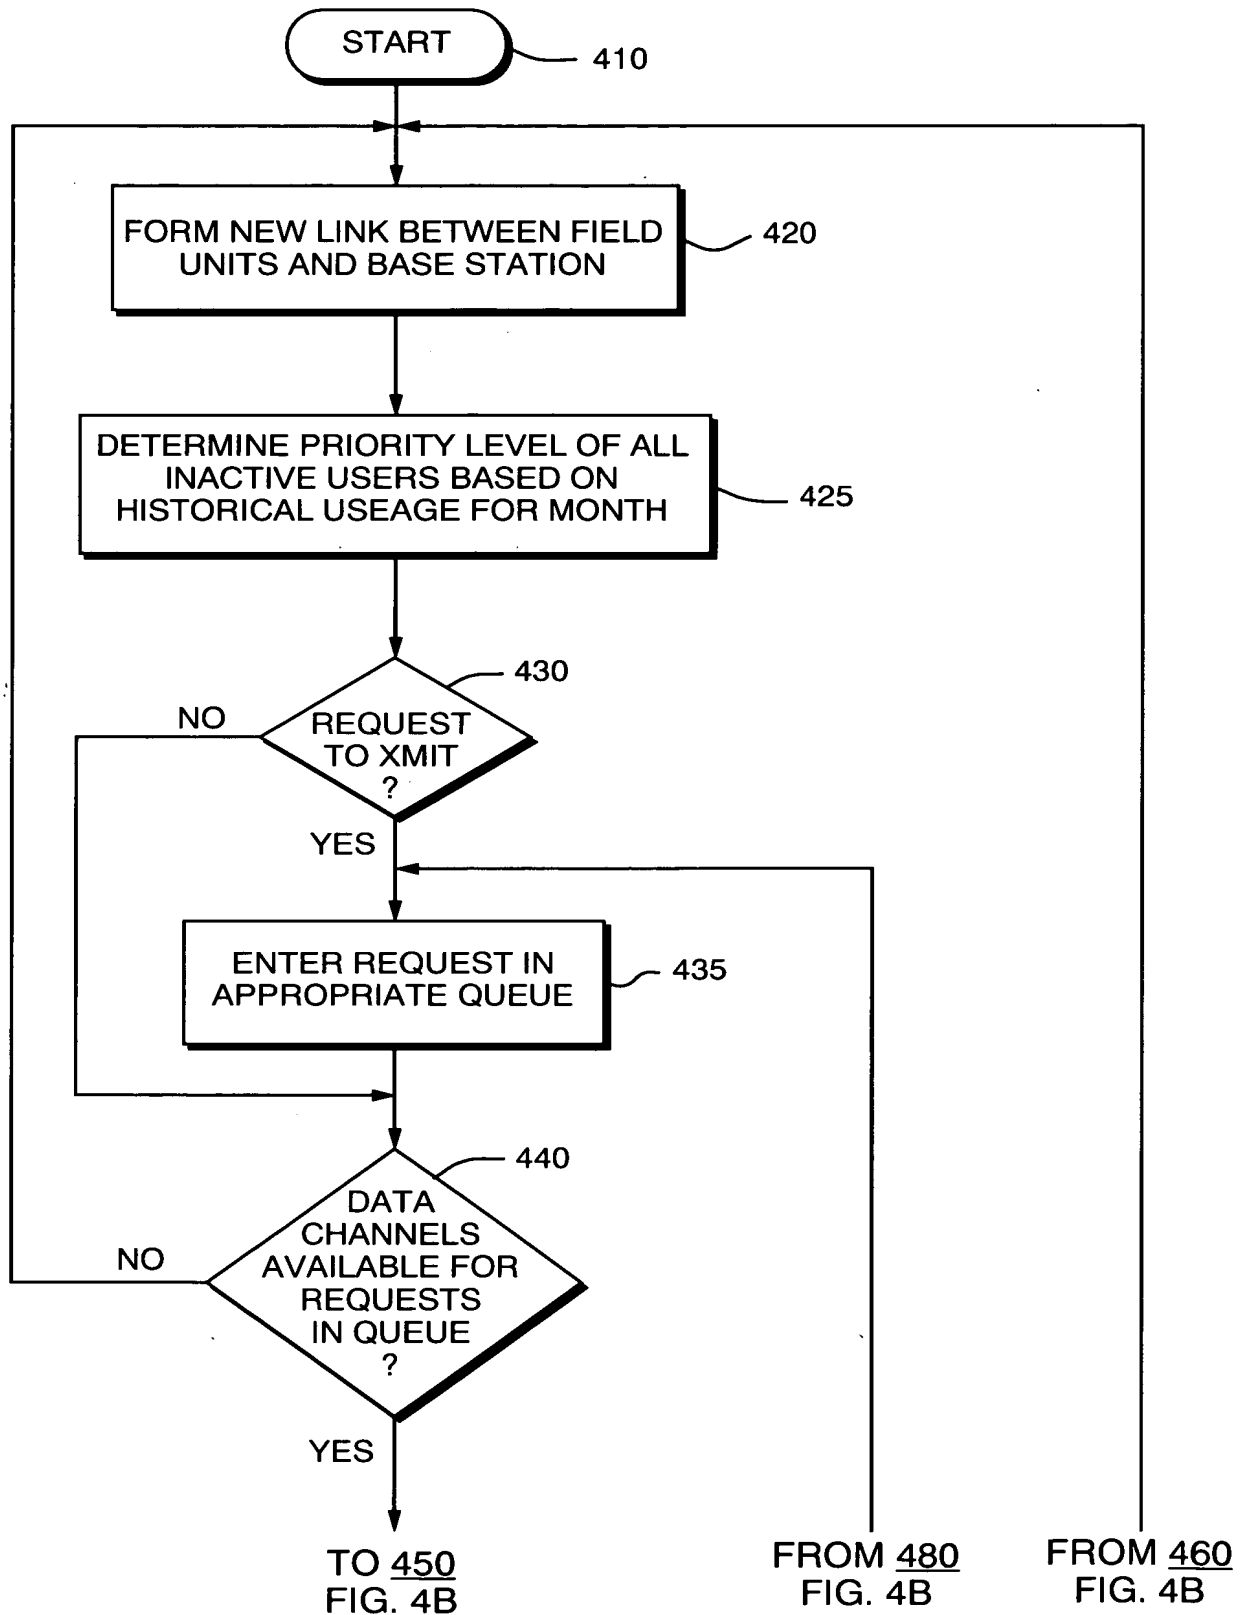 START
410
FORM NEW LINK BETWEEN FIELD
UNITS AND BASE STATION
420
DETERMINE PRIORITY LEVEL OF ALL
INACTIVE USERS BASED ON
HISTORICAL USEAGE FOR MONTH
425
430
NO
REQUEST
TO XMIT
?
YES
ENTER REQUEST IN
APPROPRIATE QUEUE
435
440
DATA
CHANNELS
AVAILABLE FOR
REQUESTS
IN QUEUE
?
NO
YES
TO 450
FIG. 4B
FROM 480
FIG. 4B
FROM 460
FIG. 4B